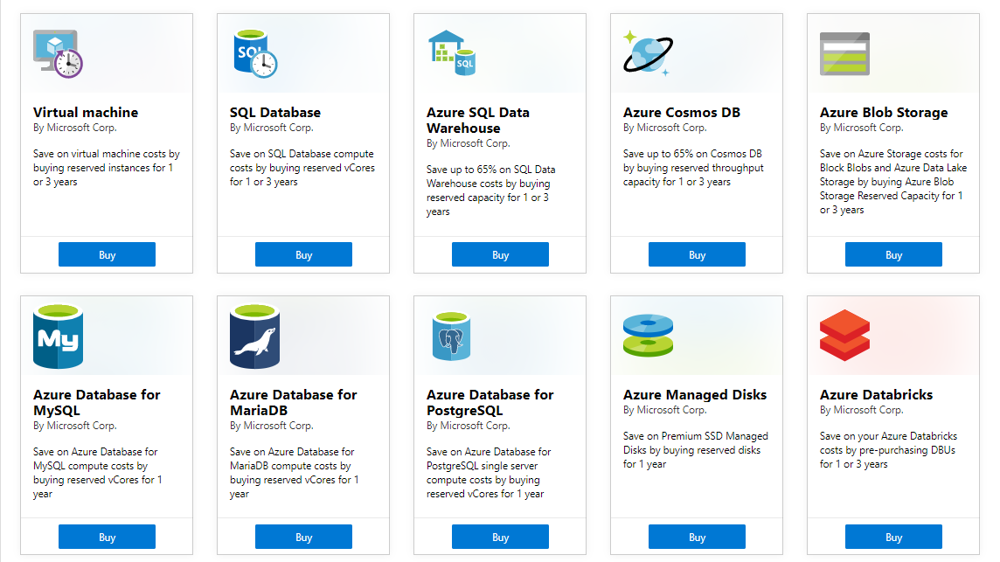 SQL
SQL
Virtual machine
By Microsoft Corp.
Save on virtual machine costs by
buying reserved instances for 1
or 3 years
Buy
SQL Database
By Microsoft Corp.
Save on SQL Database compute
costs by buying reserved vCores
for 1 or 3 years
Buy
Azure SQL Data
Warehouse
By Microsoft Corp.
Save up to 65% on SQL Data
Warehouse costs by buying
reserved capacity for 1 or 3
years
Buy
Azure Cosmos DB
By Microsoft Corp.
Save up to 65% on Cosmos DB
by buying reserved throughput
capacity for 1 or 3 years
Buy
Azure Blob Storage
By Microsoft Corp.
Save on Azure Storage costs for
Block Blobs and Azure Data Lake
Storage by buying Azure Blob
Storage Reserved Capacity for 1
or 3 years
Buy
My
Azure Database for
MySQL
By Microsoft Corp.
Save on Azure Database for
MySQL compute costs by
buying reserved vCores for 1
year
Buy
Azure Database for
MariaDB
By Microsoft Corp.
Save on Azure Database for
MariaDB compute costs by
buying reserved vCores for 1
year
Buy
Azure Database for
PostgreSQL
By Microsoft Corp.
Save on Azure Database for
PostgreSQL single server
compute costs by buying
reserved vCores for 1 year
Buy
Azure Managed Disks
By Microsoft Corp.
Save on Premium SSD Managed
Disks by buying reserved disks
for 1 year
Buy
Azure Databricks
By Microsoft Corp.
Save on your Azure Databricks
costs by pre-purchasing DBUs
for 1 or 3 years
Buy